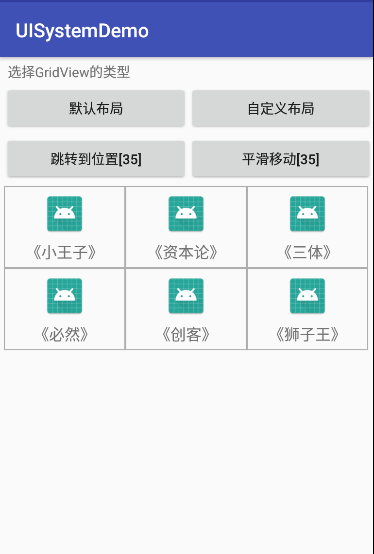 UISystemDemo
选择GridView的类型
默认布局 自定义布局
跳转到位置[35] 平滑移动[35]
《小王子》 《资本论》 《三体》
《必然》 《创客》 《狮子王》